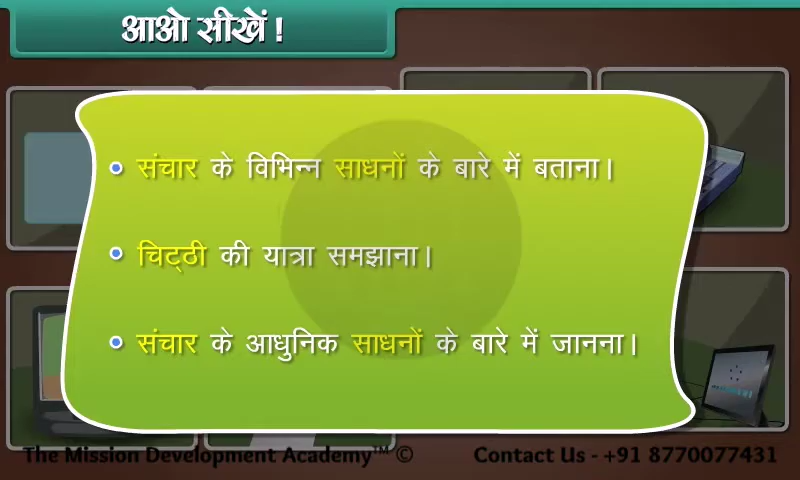 आओ सीखें !
संचार के विभिन्न साधनों के बारे में बताना।
चिट्ठी की यात्रा समझाना।
संचार के आधुनिक साधनों के बारे में जानना।
The Mission Development Academy™ © Contact Us - +91 8770077431